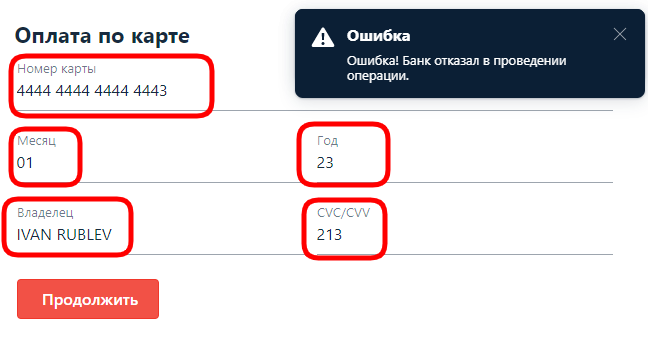 Оплата по карте
Ошибка
Ошибка! Банк отказал в проведении
операции.
Номер карты
4444 4444 4444 4443
Месяц
Год
01
23
Владелец
CVC/CVV
IVAN RUBLEV
213
Продолжить